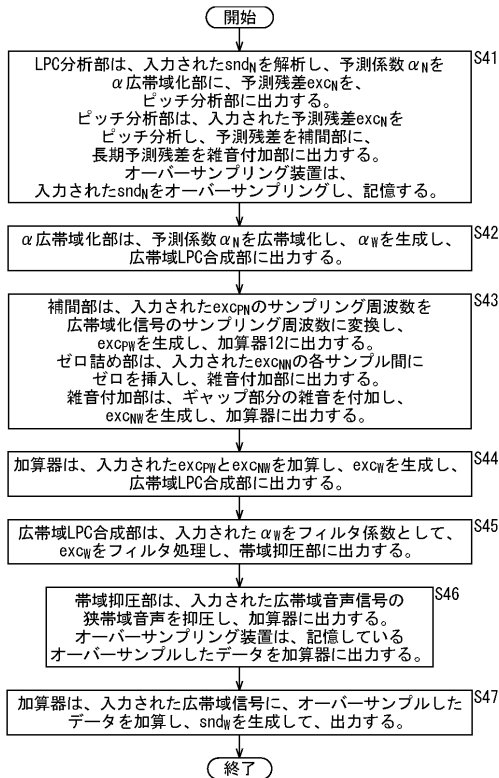 開始
S41
LPC分析部は、入力されたsndNを解析し、予測係数αNを
α広帯域化部に、予測残差excNを、
ピッチ分析部に出力する。
ピッチ分析部は、入力された予測残差excNを
ピッチ分析し、予測残差を補間部に、
長期予測残差を雑音付加部に出力する。
オーバーサンプリング装置は、
入力されたsndNをオーバーサンプリングし、記憶する。
S42
α広帯域化部は、予測係数αNを広帯域化し、αWを生成し、
広帯域LPC合成部に出力する。
S43
補間部は、入力されたexcPNのサンプリング周波数を
広帯域化信号のサンプリング周波数に変換し、
excPWを生成し、加算器12に出力する。
ゼロ詰め部は、入力されたexcNNの各サンプル間に
ゼロを挿入し、雑音付加部に出力する。
雑音付加部は、ギャップ部分の雑音を付加し、
excNWを生成し、加算器に出力する。
S44
加算器は、入力されたexcPWとexcNWを加算し、excWを生成し、
広帯域LPC合成部に出力する。
S45
広帯域LPC合成部は、入力されたαWをフィルタ係数として、
excWをフィルタ処理し、帯域抑圧部に出力する。
S46
帯域抑圧部は、入力された広帯域音声信号の
狭帯域音声を抑圧し、加算器に出力する。
オーバーサンプリング装置は、記憶している
オーバーサンプルしたデータを加算器に出力する。
S47
加算器は、入力された広帯域信号に、オーバーサンプルした
データを加算し、sndWを生成して、出力する。
終了